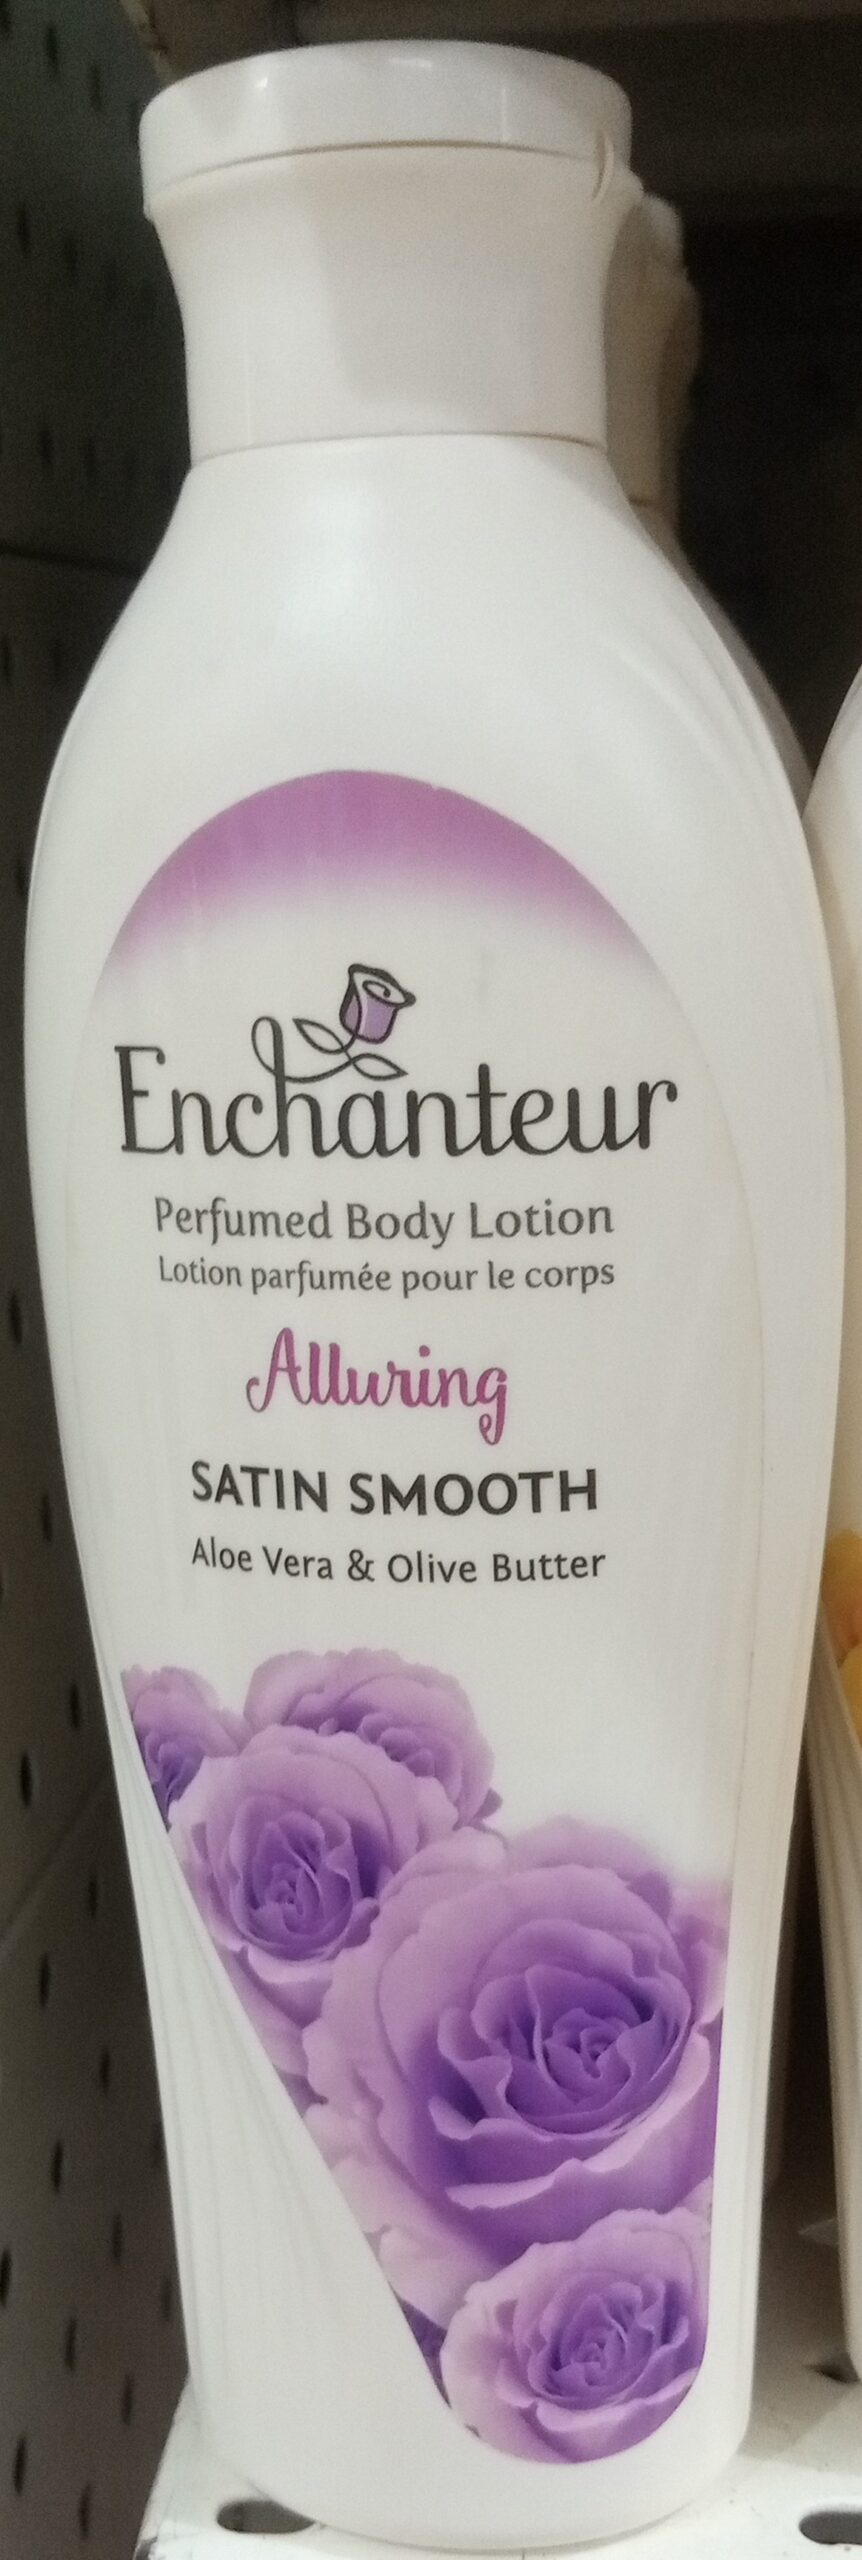 Enchanteur
Perfumed Body Lotion
Lotion parfumée pour le corps
Alluring
SATIN SMOOTH
Aloe Vera & Olive Butter